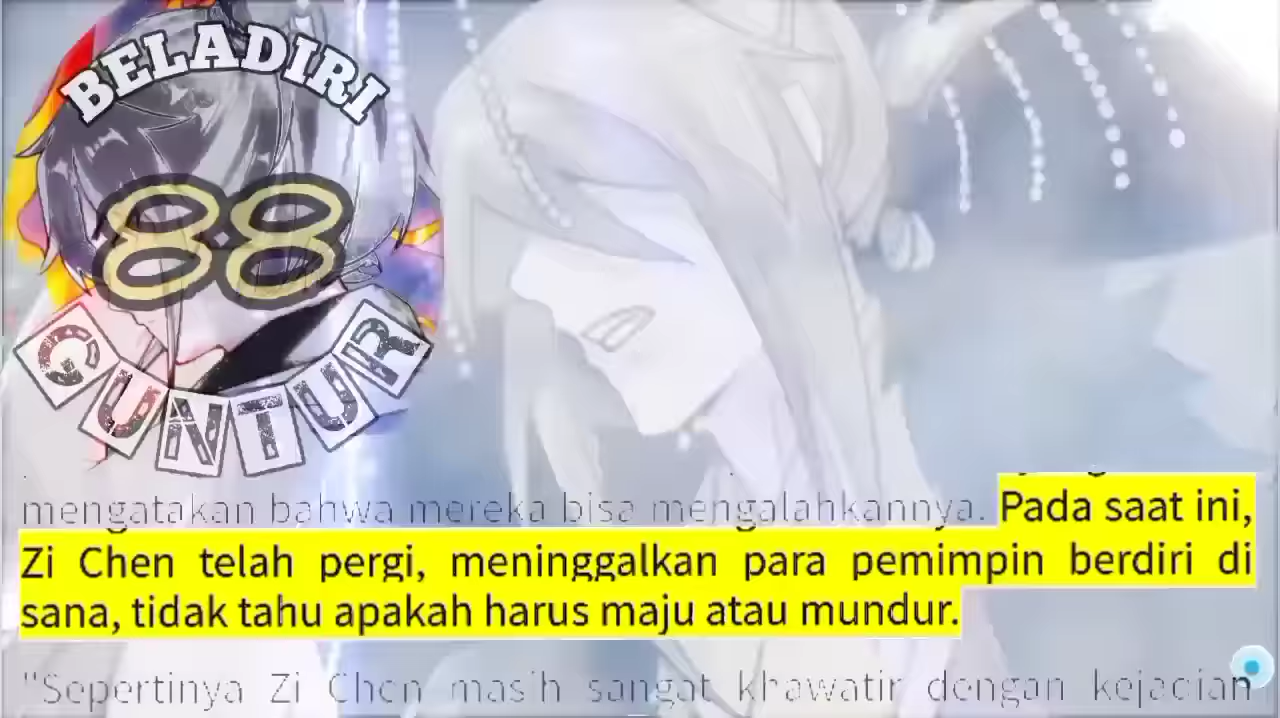 BELADIRI
88
GUNTUR
mengatakan bahwa mereka bisa mengalahkannya. Pada saat ini,
Zi Chen telah pergi, meninggalkan para pemimpin berdiri di
sana, tidak tahu apakah harus maju atau mundur.
"Sepertinya Zi Chen masih sangat khawatir dengan kejadian